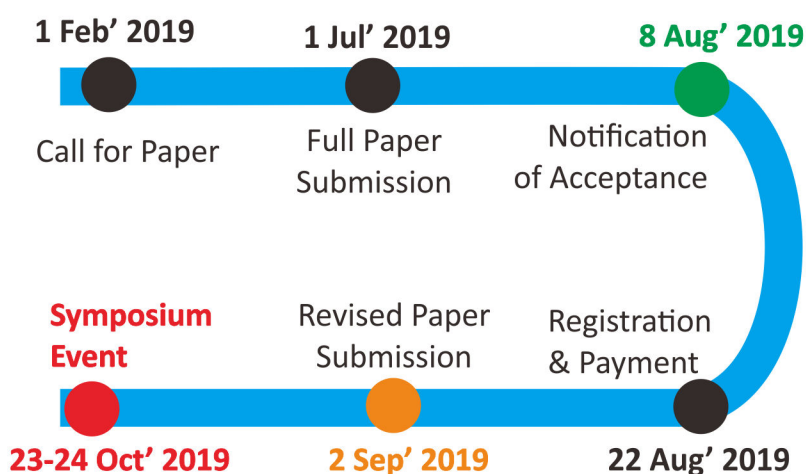 1 Feb’ 2019
Call for Paper
1 Jul’ 2019
Full Paper
Submission
8 Aug’ 2019
Notification
of Acceptance
Registration
& Payment
22 Aug’ 2019
Revised Paper
Submission
2 Sep’ 2019
Symposium
Event
23-24 Oct’ 2019